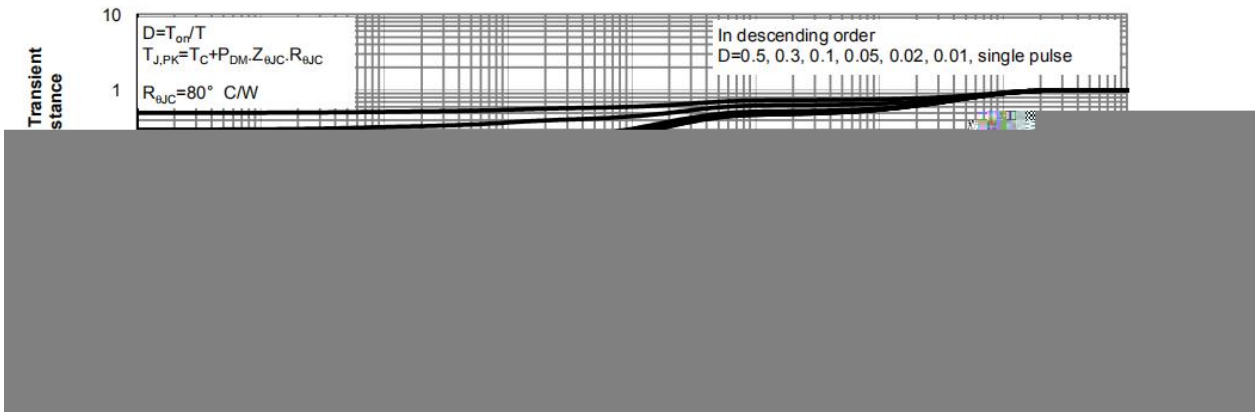 10
D=Ton/T
TJ,PK=TC+PDM.ZθJC.RθJC
RθJC=80° C/W
In descending order
D=0.5, 0.3, 0.1, 0.05, 0.02, 0.01, single pulse
1
Transient
stance